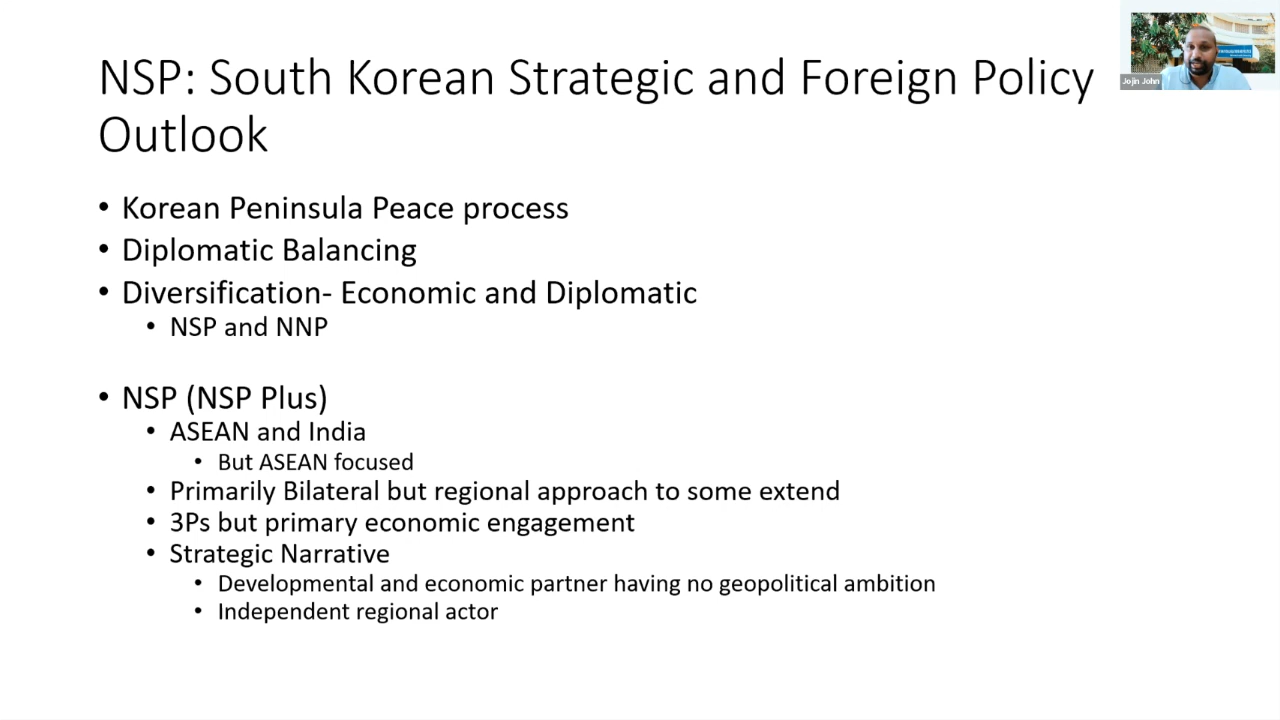 NSP: South Korean Strategic and Foreign Policy
Outlook
• Korean Peninsula Peace process
• Diplomatic Balancing
• Diversification- Economic and Diplomatic
• NSP and NNP
• NSP (NSP Plus)
• ASEAN and India
• But ASEAN focused
• Primarily Bilateral but regional approach to some extend
• 3Ps but primary economic engagement
• Strategic Narrative
• Developmental and economic partner having no geopolitical ambition
• Independent regional actor
Jojin John